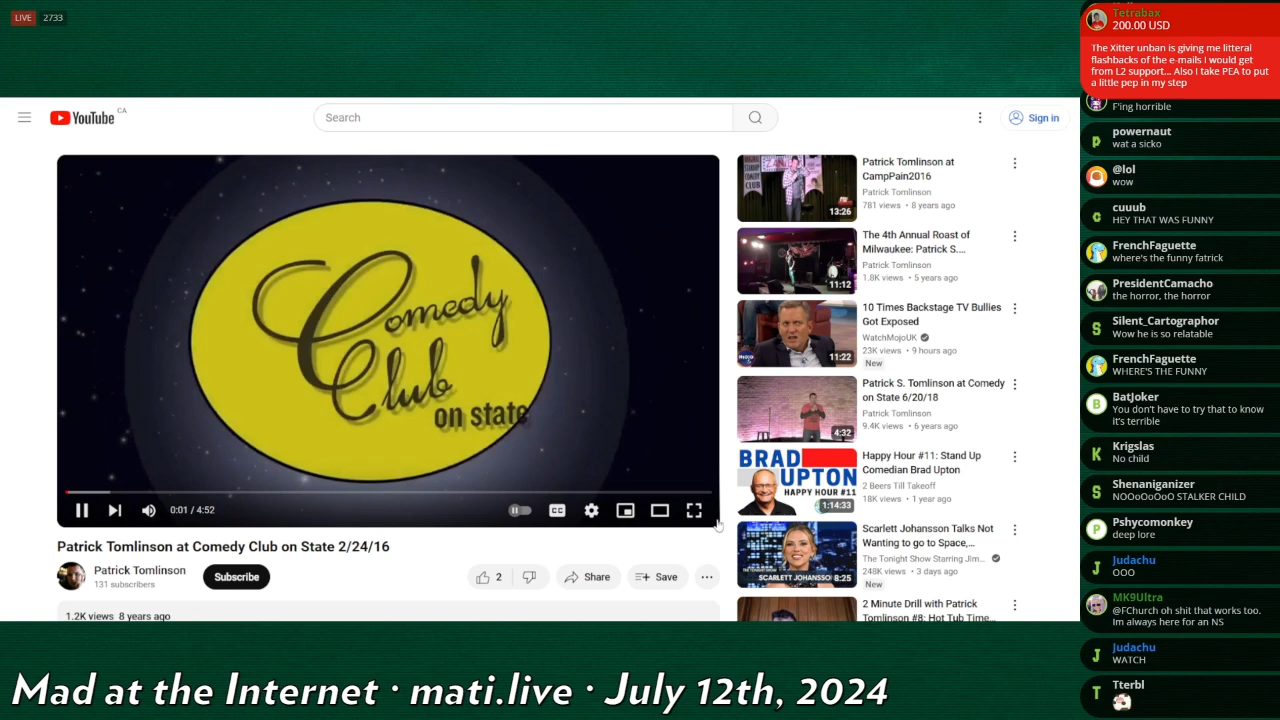 LIVE 2733
YouTube CA
Search
Sign in
Comedy
Club
on state
0:01 / 4:52
CC
Patrick Tomlinson at Comedy Club on State 2/24/16
Patrick Tomlinson
131 subscribers
Subscribe
2
Share
Save
1.2K views 8 years ago
13:26
Patrick Tomlinson at
CampPain2016
Patrick Tomlinson
781 views • 8 years ago
11:12
The 4th Annual Roast of
Milwaukee: Patrick S....
Patrick Tomlinson
1.8K views • 5 years ago
11:22
10 Times Backstage TV Bullies
Got Exposed
WatchMojoUK
23K views • 9 hours ago
New
4:32
Patrick S. Tomlinson at Comedy
on State 6/20/18
Patrick Tomlinson
9.4K views • 6 years ago
BRAD
UPTON
HAPPY HOUR #11
1:14:33
Happy Hour #11: Stand Up
Comedian Brad Upton
2 Beers Till Takeoff
18K views • 1 year ago
SCARLETT JOHANSSO
8:25
Scarlett Johansson Talks Not
Wanting to go to Space,...
The Tonight Show Starring Jim...
248K views • 3 days ago
New
2 Minute Drill with Patrick
Tomlinson #8: Hot Tub Time...
Tetrabax
200.00 USD
The Xitter unban is giving me litteral
flashbacks of the e-mails I would get
from L2 support... Also I take PEA to put
a little pep in my step
F'ing horrible
powernaut
wat a sicko
@lol
wow
cuuub
HEY THAT WAS FUNNY
FrenchFaguette
where's the funny fatrick
PresidentCamacho
the horror, the horror
Silent_Cartographor
Wow he is so relatable
FrenchFaguette
WHERE'S THE FUNNY
BatJoker
You don't have to try that to know
it's terrible
Krigslas
No child
Shenaniganizer
NOOoOoOoO STALKER CHILD
Pshycomonkey
deep lore
Judachu
OOO
MK9Ultra
@FChurch oh shit that works too.
Im always here for an NS
Judachu
WATCH
Tterbl
Mad at the Internet · mati.live · July 12th, 2024